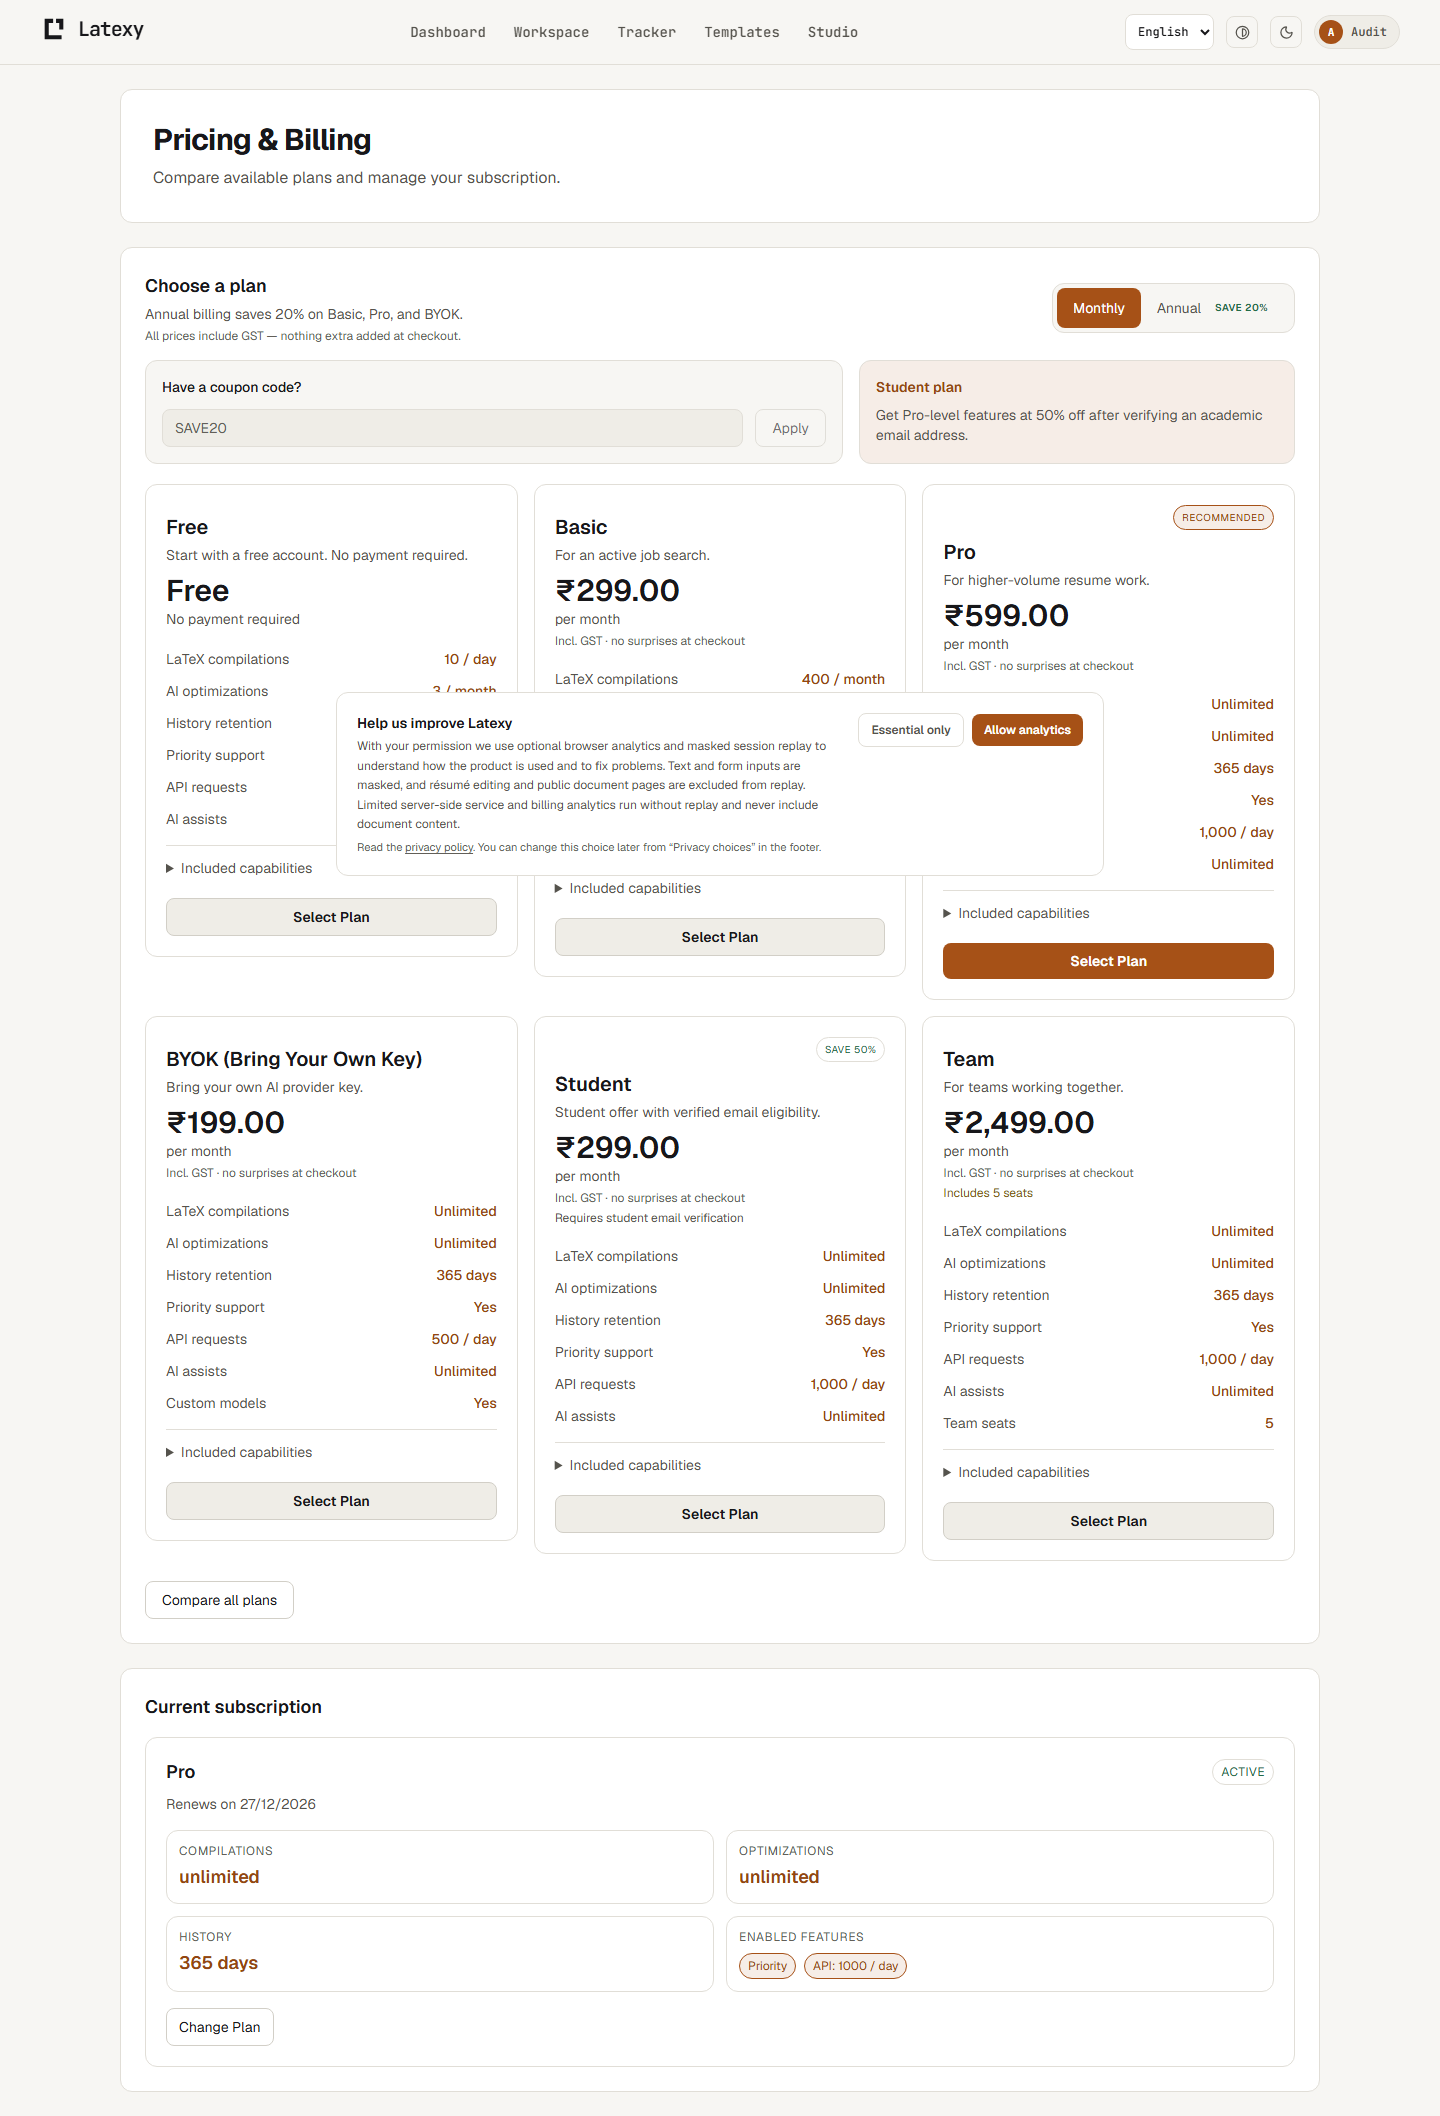 Latexy
Dashboard
Workspace
Tracker
Templates
Studio
English
A
Audit
Pricing & Billing
Compare available plans and manage your subscription.
Choose a plan
Annual billing saves 20% on Basic, Pro, and BYOK.
All prices include GST — nothing extra added at checkout.
Monthly
Annual SAVE 20%
Have a coupon code?
SAVE20
Apply
Student plan
Get Pro-level features at 50% off after verifying an academic
email address.
Free
Start with a free account. No payment required.
Free
No payment required
LaTeX compilations 10 / day
AI optimizations 3 / month
History retention
Priority support
API requests
AI assists
Included capabilities
Select Plan
Basic
For an active job search.
₹299.00
per month
Incl. GST · no surprises at checkout
LaTeX compilations 400 / month
Included capabilities
Select Plan
RECOMMENDED
Pro
For higher-volume resume work.
₹599.00
per month
Incl. GST · no surprises at checkout
Unlimited
Unlimited
365 days
Yes
1,000 / day
Unlimited
Included capabilities
Select Plan
Help us improve Latexy
With your permission we use optional browser analytics and masked session replay to
understand how the product is used and to fix problems. Text and form inputs are
masked, and résumé editing and public document pages are excluded from replay.
Limited server-side service and billing analytics run without replay and never include
document content.
Read the privacy policy. You can change this choice later from “Privacy choices” in the footer.
Essential only
Allow analytics
BYOK (Bring Your Own Key)
Bring your own AI provider key.
₹199.00
per month
Incl. GST · no surprises at checkout
LaTeX compilations Unlimited
AI optimizations Unlimited
History retention 365 days
Priority support Yes
API requests 500 / day
AI assists Unlimited
Custom models Yes
Included capabilities
Select Plan
SAVE 50%
Student
Student offer with verified email eligibility.
₹299.00
per month
Incl. GST · no surprises at checkout
Requires student email verification
LaTeX compilations Unlimited
AI optimizations Unlimited
History retention 365 days
Priority support Yes
API requests 1,000 / day
AI assists Unlimited
Included capabilities
Select Plan
Team
For teams working together.
₹2,499.00
per month
Incl. GST · no surprises at checkout
Includes 5 seats
LaTeX compilations Unlimited
AI optimizations Unlimited
History retention 365 days
Priority support Yes
API requests 1,000 / day
AI assists Unlimited
Team seats 5
Included capabilities
Select Plan
Compare all plans
Current subscription
Pro
ACTIVE
Renews on 27/12/2026
COMPILATIONS
unlimited
OPTIMIZATIONS
unlimited
HISTORY
365 days
ENABLED FEATURES
Priority
API: 1000 / day
Change Plan